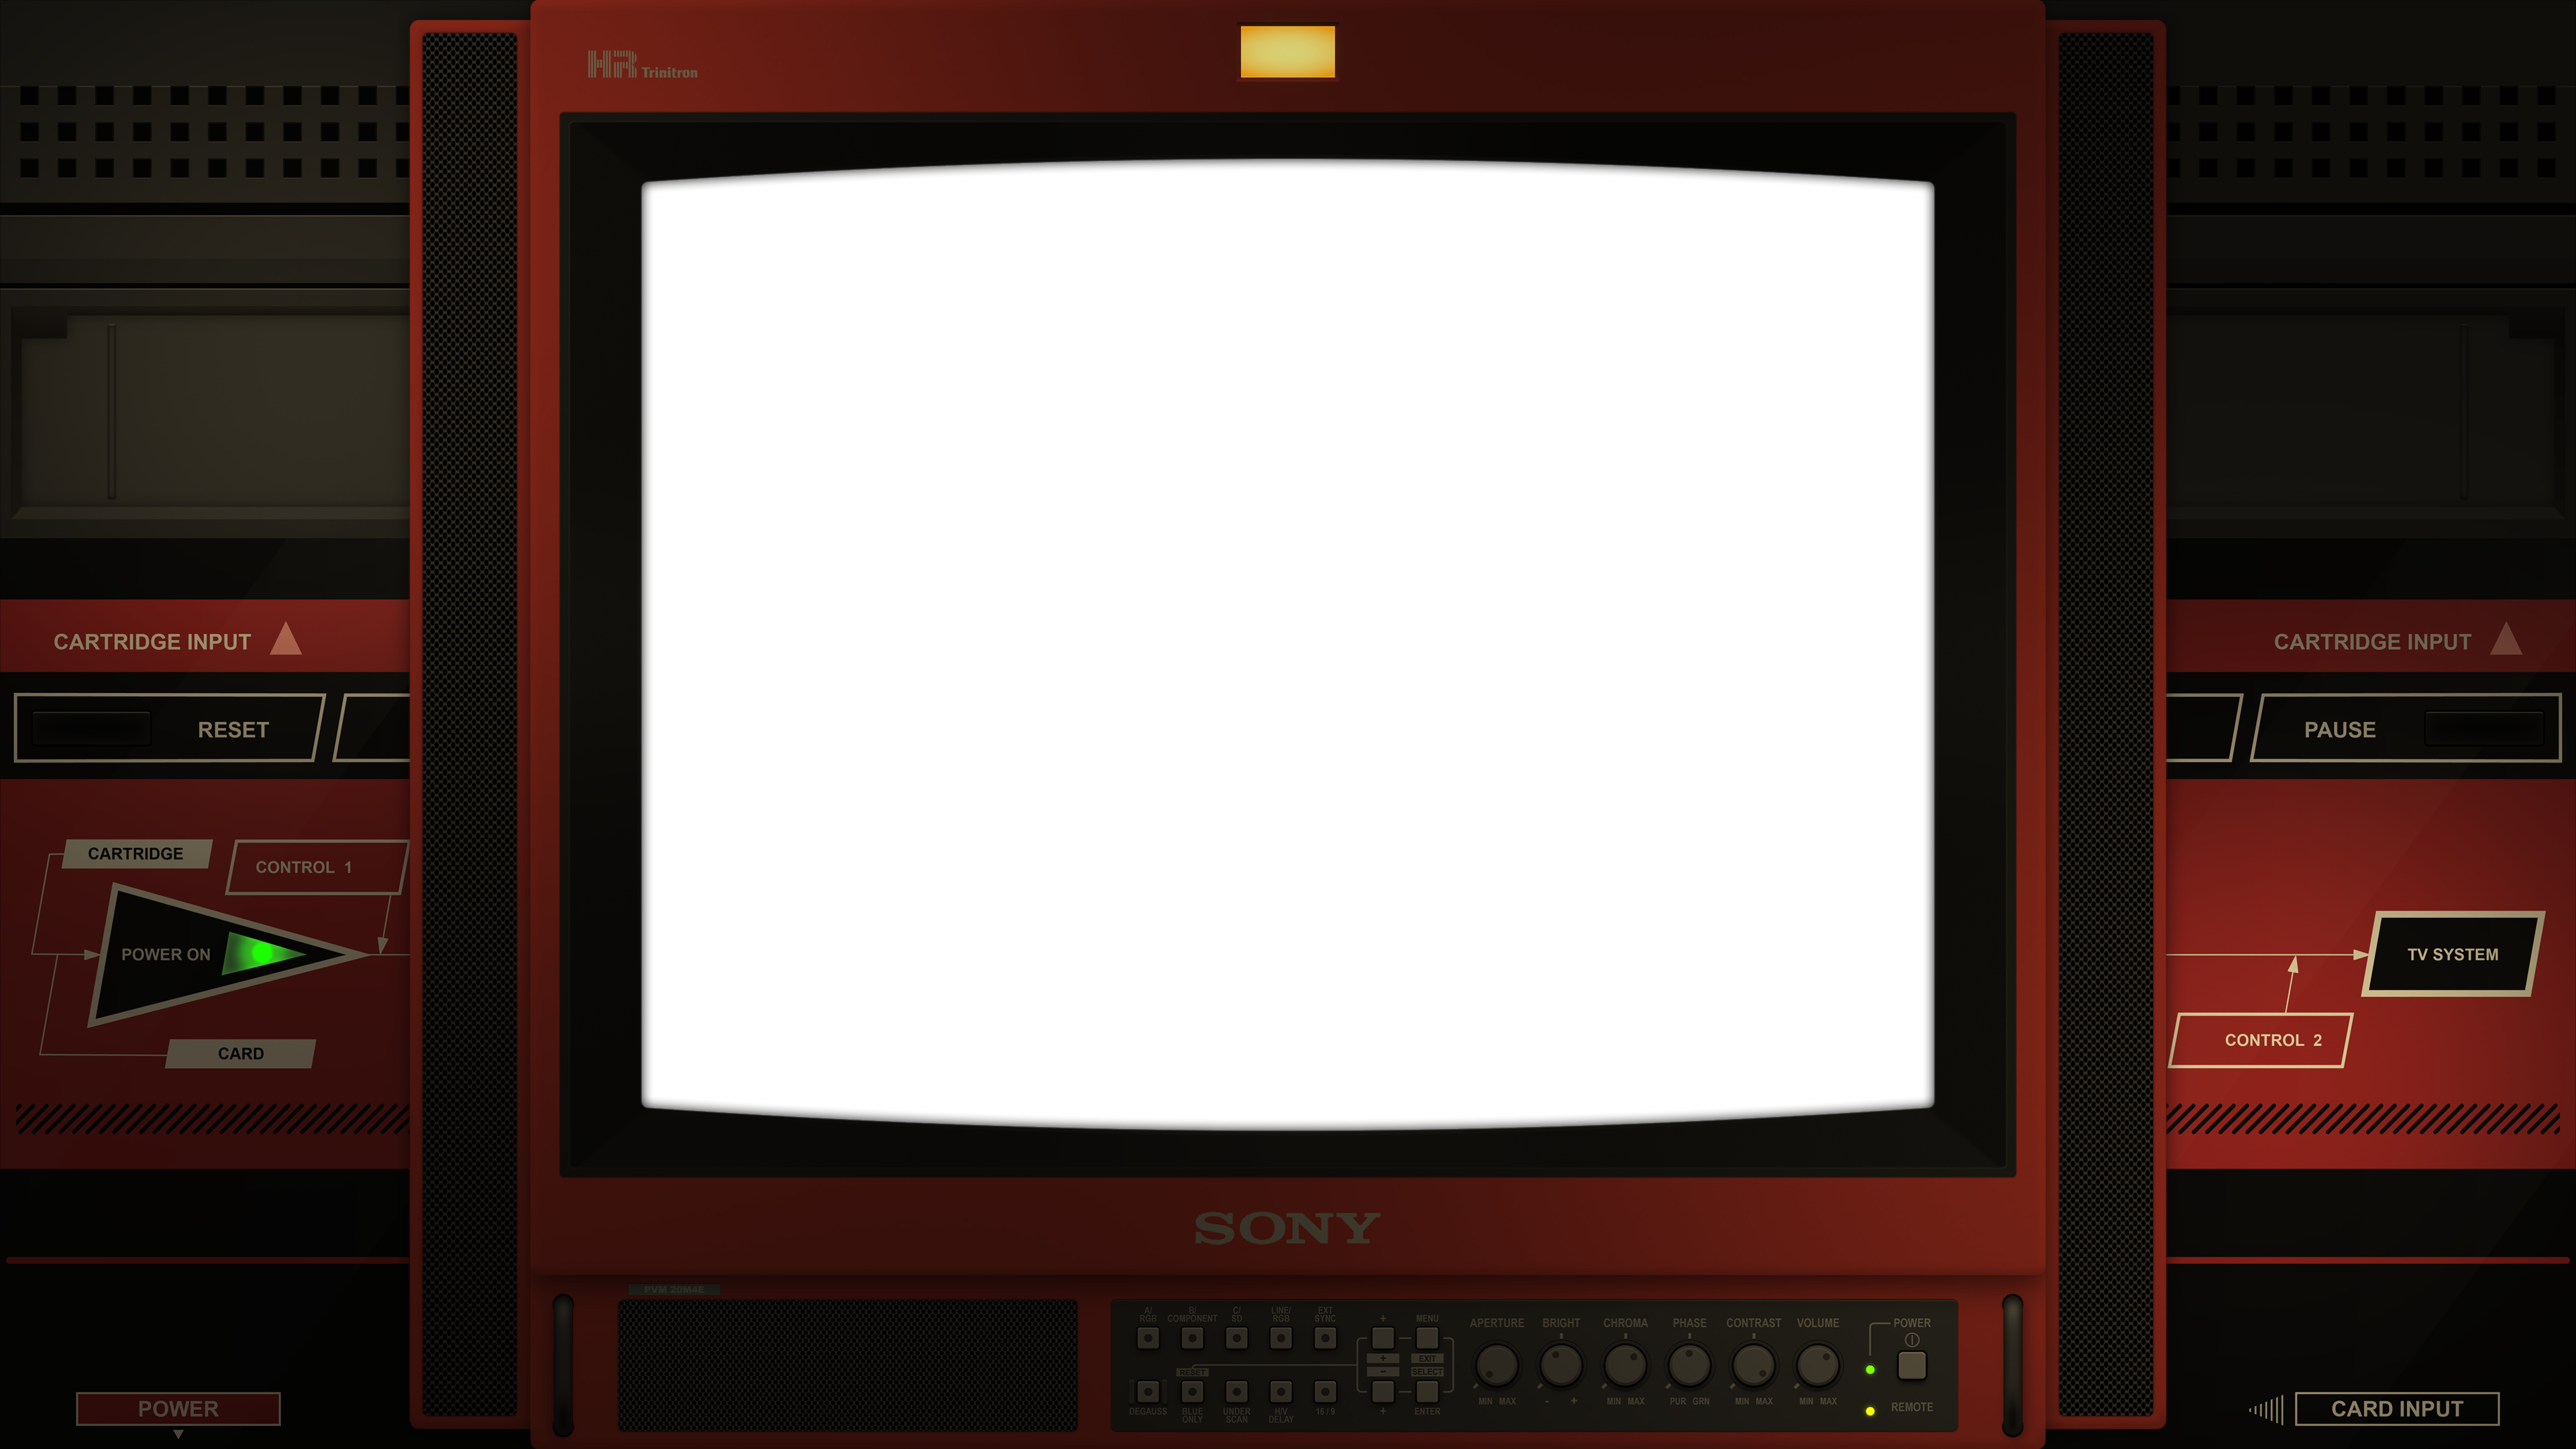 HR Trinitron
CARTRIDGE INPUT
CARTRIDGE INPUT
RESET
PAUSE
CARTRIDGE
CONTROL 1
POWER ON
CARD
TV SYSTEM
CONTROL 2
SONY
PVM 20M4E
A/
RGB
B/
COMPONENT
C/
SD
LINE/
RGB
EXT
SYNC
+
MENU
+
EXIT
RESET
−
SELECT
DEGAUSS
BLUE
ONLY
UNDER
SCAN
H/V
DELAY
16 / 9
+
ENTER
APERTURE
BRIGHT
CHROMA
PHASE
CONTRAST
VOLUME
POWER
MIN MAX
- +
MIN MAX
PUR GRN
MIN MAX
MIN MAX
REMOTE
POWER
CARD INPUT